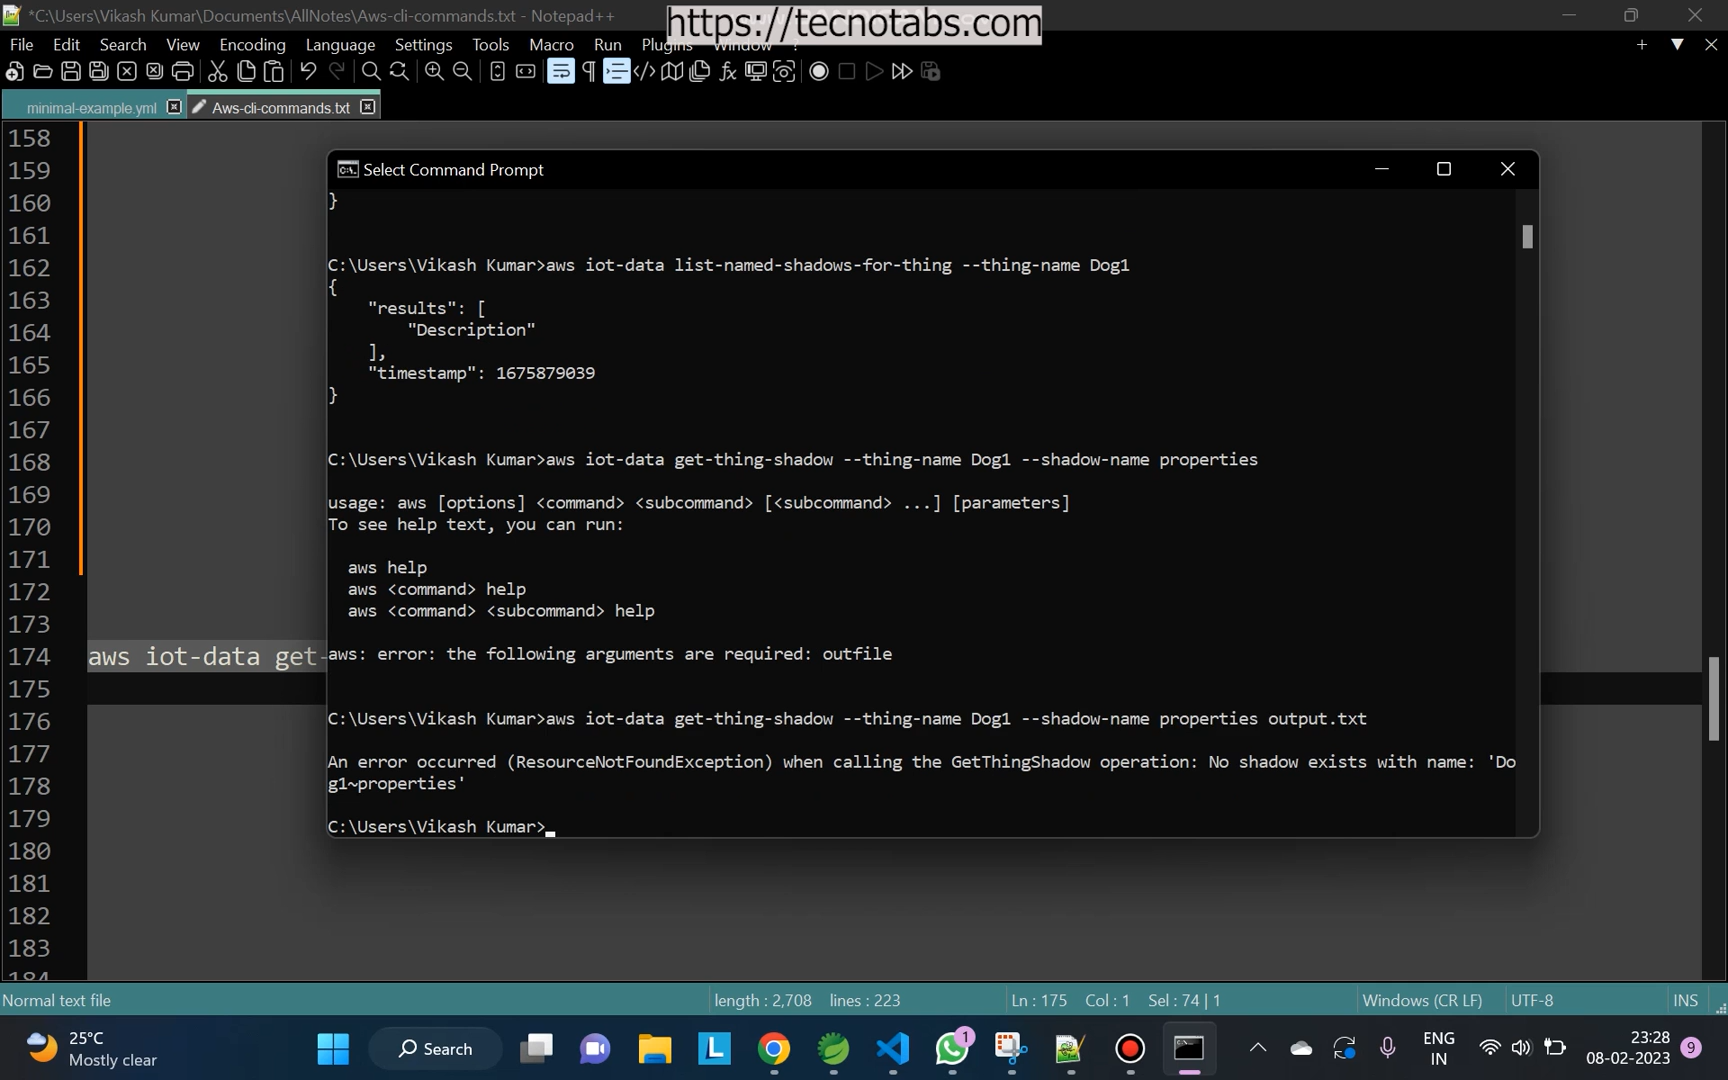 *C:\Users\Vikash Kumar\Documents\AllNotes\Aws-cli-commands.txt - Notepad++
https://tecnotabs.com
File Edit Search View Encoding Language Settings Tools Macro Run Plugins Window ?
minimal-example.yml Aws-cli-commands.txt
158
159
160
161
162
163
164
165
166
167
168
169
170
171
172
173
174 aws iot-data get-
175
176
177
178
179
180
181
182
183
184
Select Command Prompt
}
C:\Users\Vikash Kumar>aws iot-data list-named-shadows-for-thing --thing-name Dog1
{
"results": [
"Description"
],
"timestamp": 1675879039
}
C:\Users\Vikash Kumar>aws iot-data get-thing-shadow --thing-name Dog1 --shadow-name properties
usage: aws [options] <command> <subcommand> [<subcommand> ...] [parameters]
To see help text, you can run:
aws help
aws <command> help
aws <command> <subcommand> help
aws: error: the following arguments are required: outfile
C:\Users\Vikash Kumar>aws iot-data get-thing-shadow --thing-name Dog1 --shadow-name properties output.txt
An error occurred (ResourceNotFoundException) when calling the GetThingShadow operation: No shadow exists with name: 'Do
g1~properties'
C:\Users\Vikash Kumar>
Normal text file length : 2,708 lines : 223 Ln : 175 Col : 1 Sel : 74 | 1 Windows (CR LF) UTF-8 INS
25°C
Mostly clear
Search
L
1
ENG
IN
23:28
08-02-2023
9